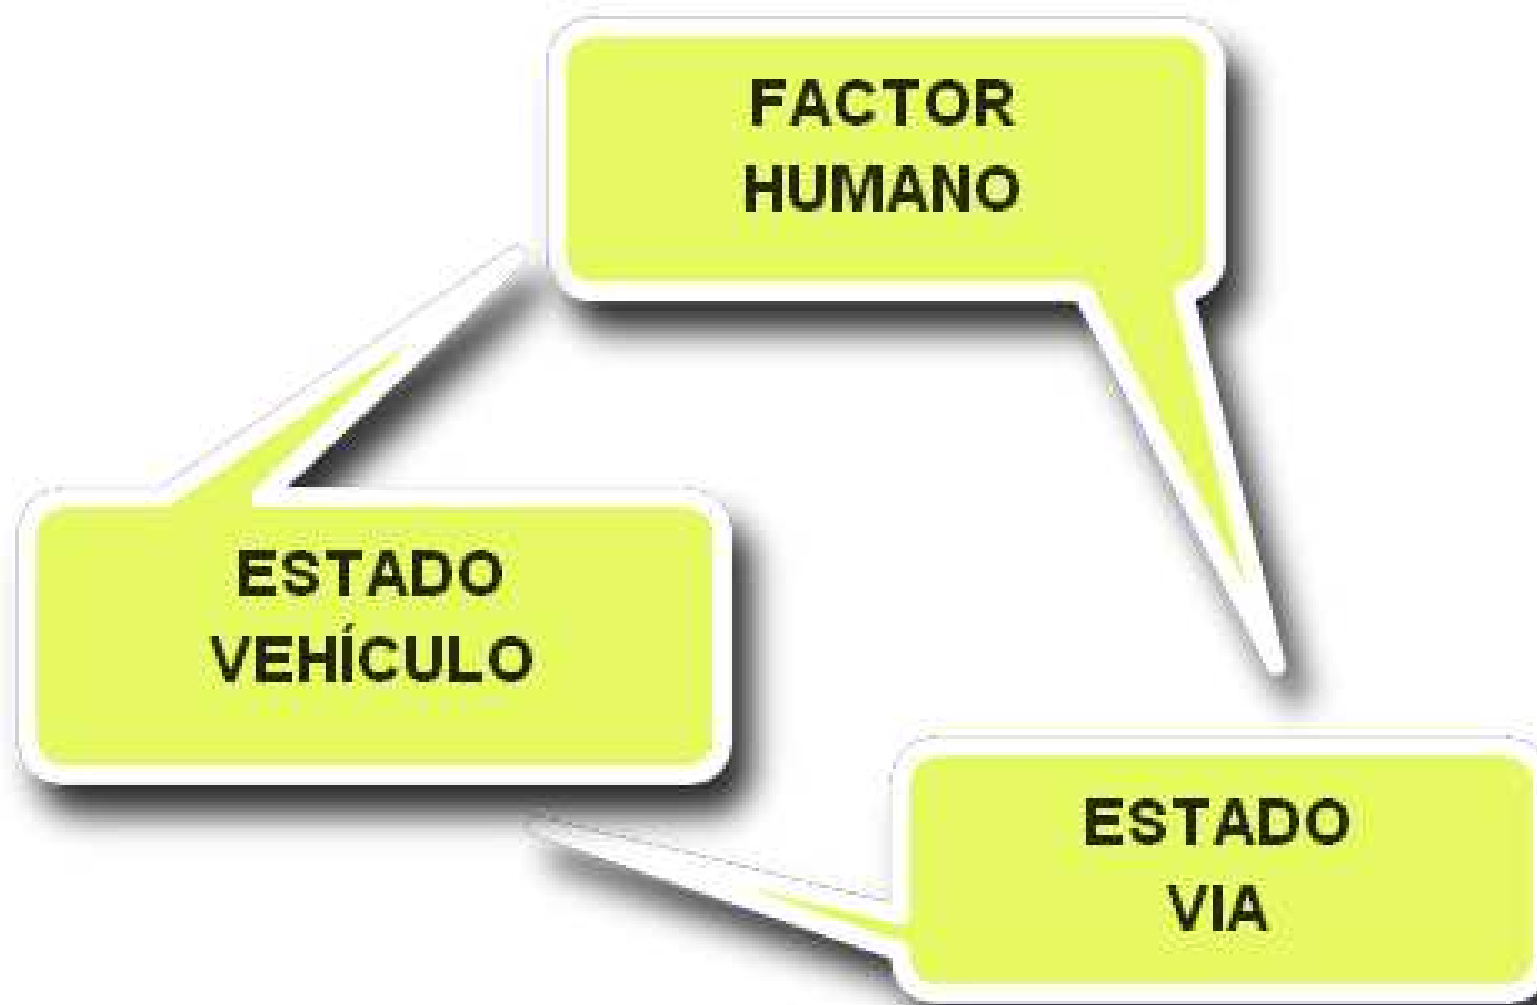 FACTOR
HUMANO
ESTADO
VEHÍCULO
ESTADO
VIA